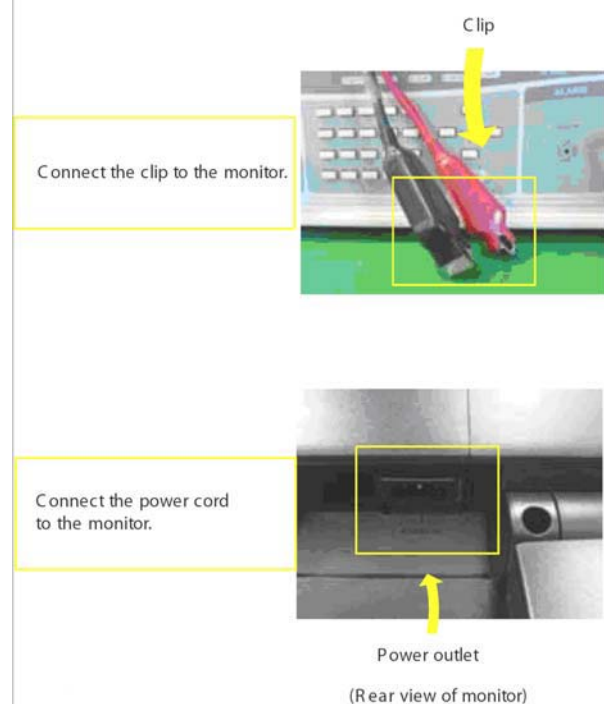 Clip
Connect the clip to the monitor.
Connect the power cord
to the monitor.
Power outlet
(Rear view of monitor)